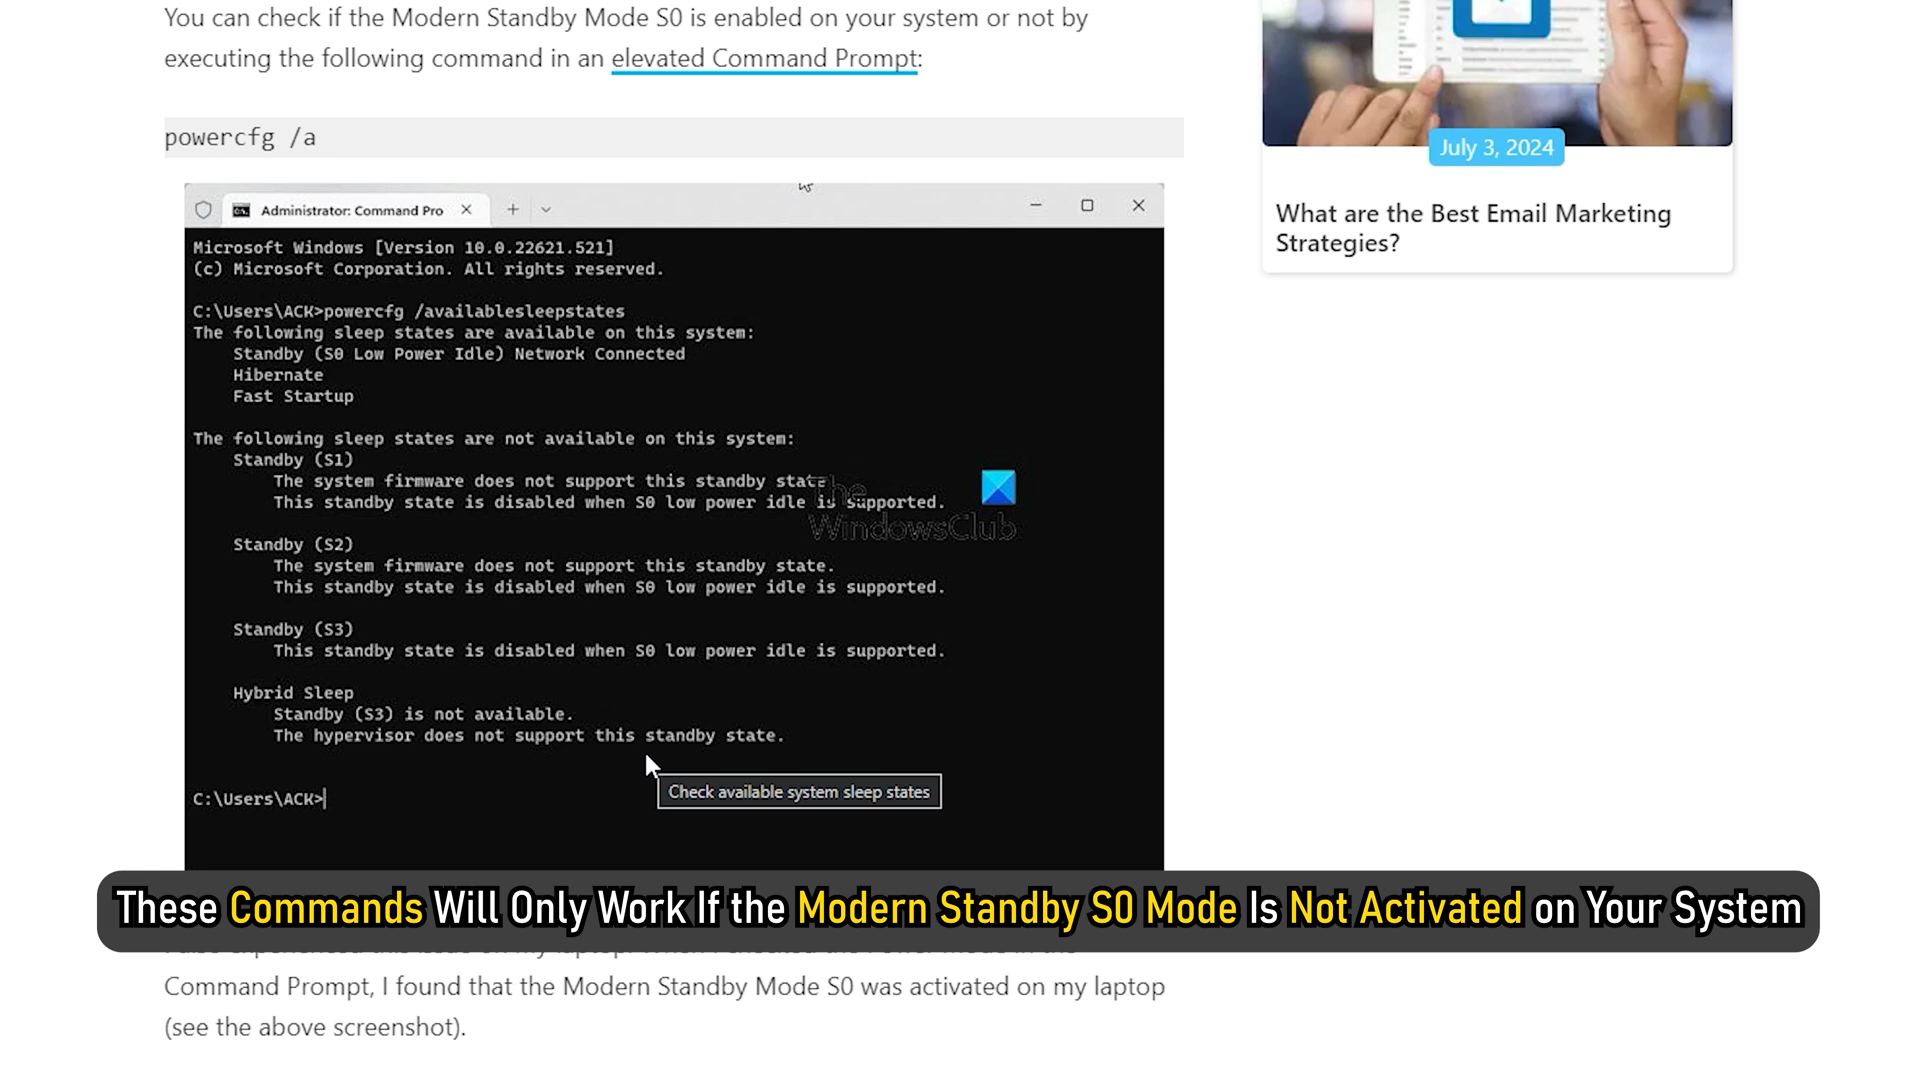 You can check if the Modern Standby Mode S0 is enabled on your system or not by
executing the following command in an elevated Command Prompt:
powercfg /a
Administrator: Command Pro
Microsoft Windows [Version 10.0.22621.521]
(c) Microsoft Corporation. All rights reserved.
C:\Users\ACK>powercfg /availablesleepstates
The following sleep states are available on this system:
Standby (S0 Low Power Idle) Network Connected
Hibernate
Fast Startup
The following sleep states are not available on this system:
Standby (S1)
The system firmware does not support this standby state
This standby state is disabled when S0 low power idle is supported.
Standby (S2)
The system firmware does not support this standby state.
This standby state is disabled when S0 low power idle is supported.
Standby (S3)
This standby state is disabled when S0 low power idle is supported.
Hybrid Sleep
Standby (S3) is not available.
The hypervisor does not support this standby state.
C:\Users\ACK>
Check available system sleep states
The
WindowsClub
July 3, 2024
What are the Best Email Marketing
Strategies?
These Commands Will Only Work If the Modern Standby S0 Mode Is Not Activated on Your System
Command Prompt, I found that the Modern Standby Mode S0 was activated on my laptop
(see the above screenshot).